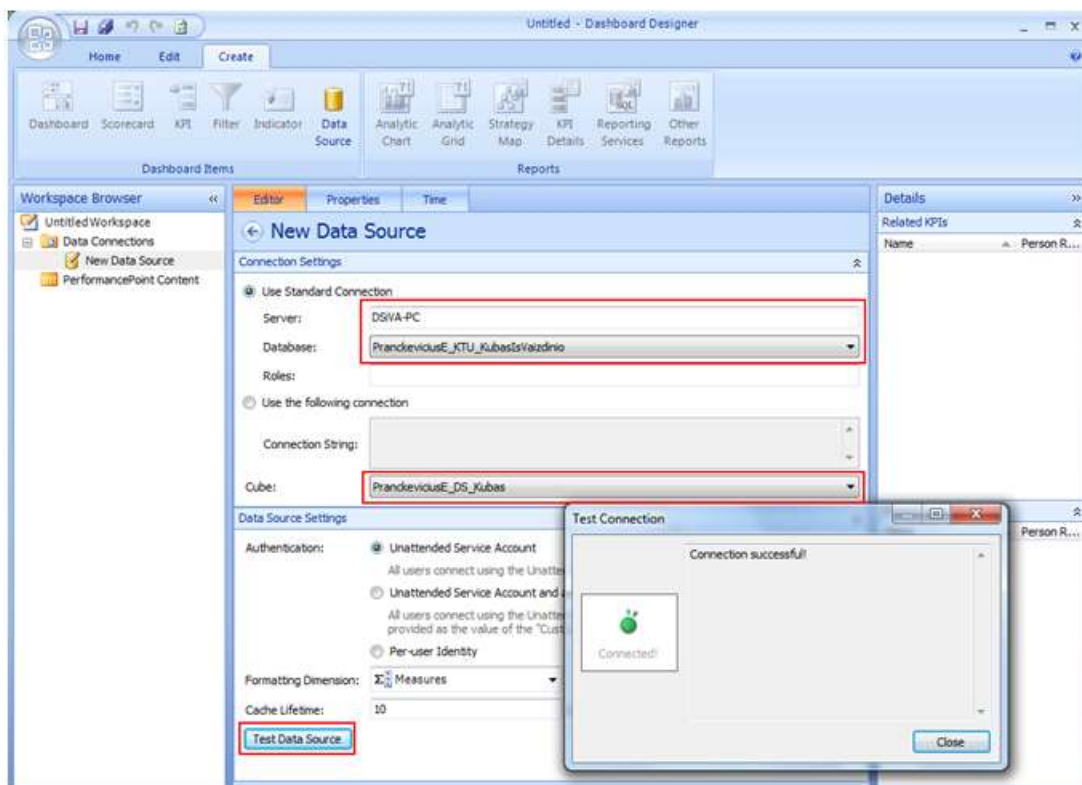 Untitled - Dashboard Designer
Home Edit Create
Dashboard Scorecard KPI Filter Indicator Data Source Analytic Chart Analytic Grid Strategy Map KPI Details Reporting Services Other Reports
Dashboard Items Reports
Workspace Browser
Untitled Workspace
Data Connections
New Data Source
PerformancePoint Content
Editor Properties Time
New Data Source
Connection Settings
Use Standard Connection
Server: DSiVA-PC
Database: PranckeviciusE_KTU_KubasIsVaizdinio
Roles:
Use the following connection
Connection String:
Cube: PranckeviciusE_DS_Kubas
Data Source Settings
Authentication: Unattended Service Account
All users connect using the Unatte
Unattended Service Account and a
All users connect using the Unatte
provided as the value of the "Cust
Per-user Identity
Formatting Dimension: Measures
Cache Lifetime: 10
Test Data Source
Details
Related KPIs
Name Person R...
Person R...
Test Connection
Connection successful!
Connected!
Close